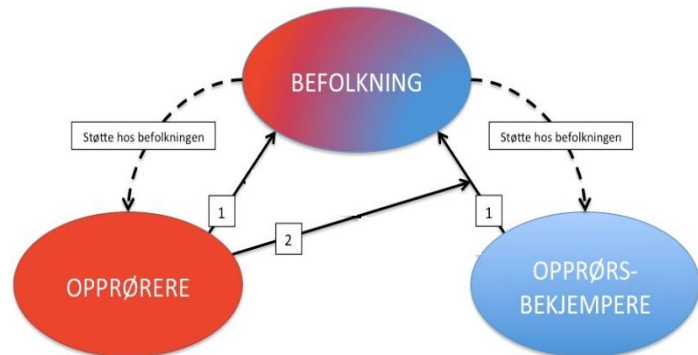 BEFOLKNING
Støtte hos befolkningen
Støtte hos befolkningen
1
2
1
OPPRØRERE
OPPRØRS-
BEKJEMPERE